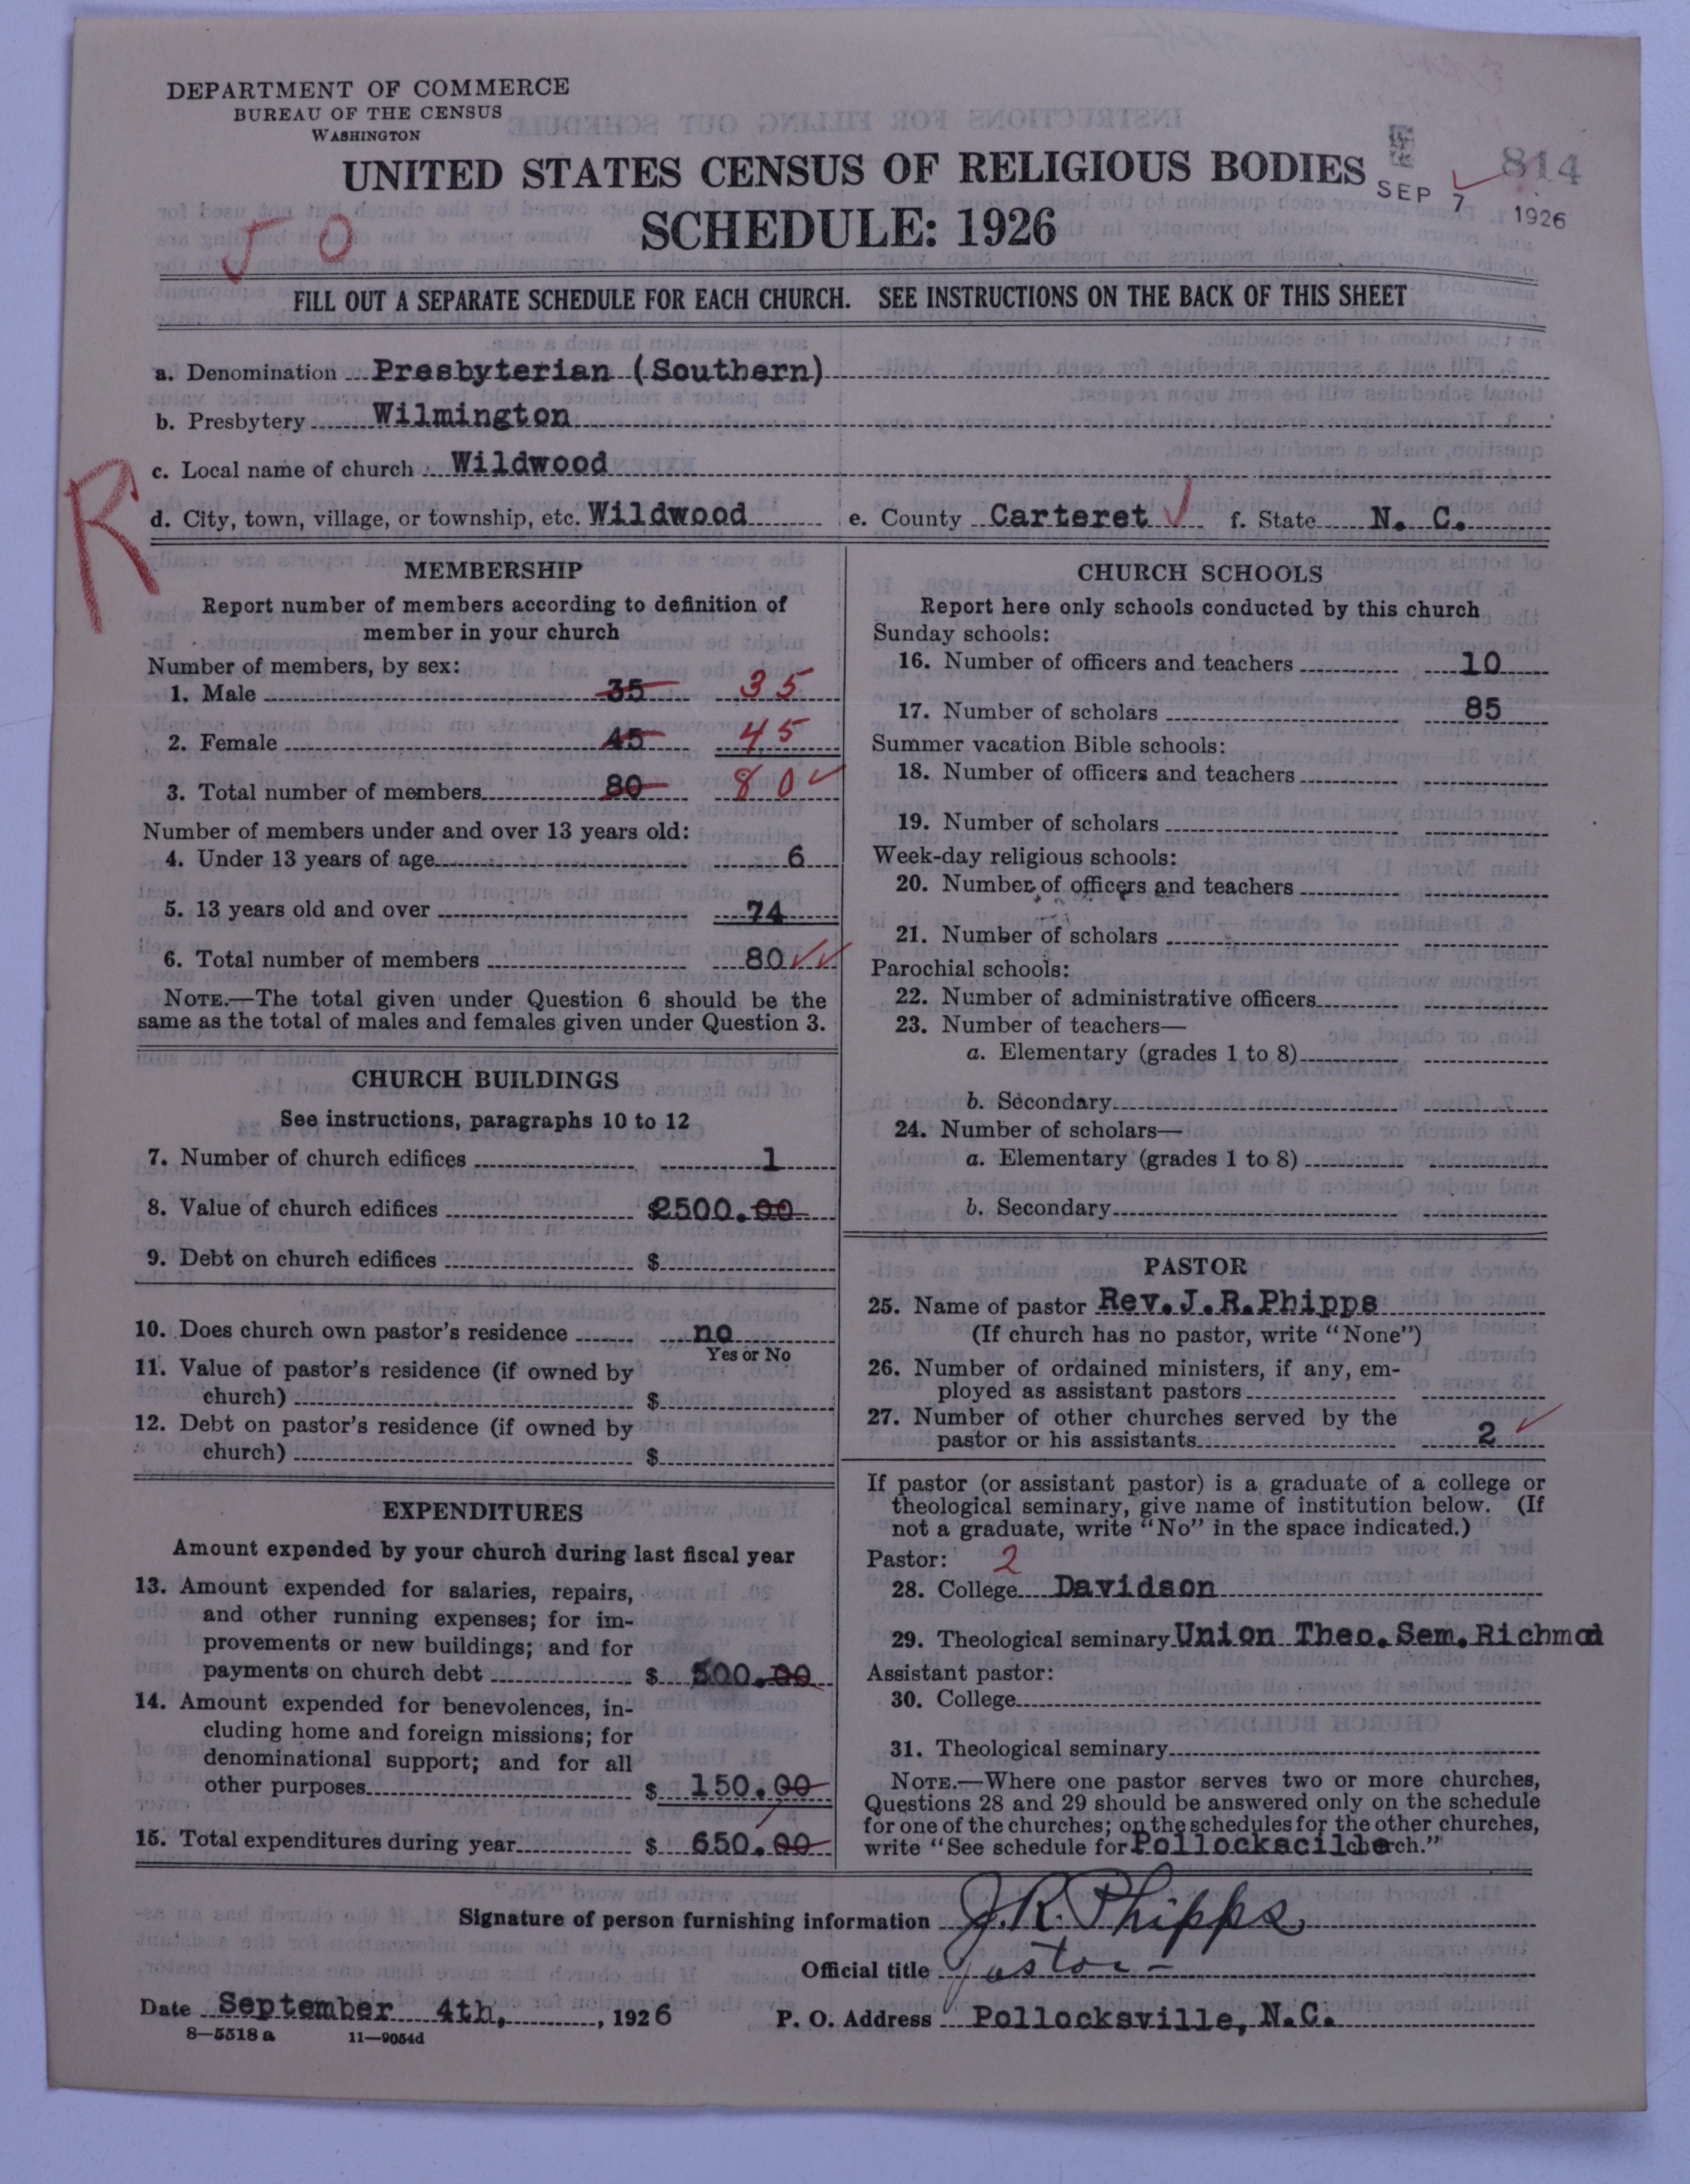 DEPARTMENT OF COMMERCE
BUREAU OF THE CENSUS
WASHINGTON
UNITED STATES CENSUS OF RELIGIOUS BODIES
SCHEDULE: 1926
814
SEP 7 1926
50
FILL OUT A SEPARATE SCHEDULE FOR EACH CHURCH. SEE INSTRUCTIONS ON THE BACK OF THIS SHEET
a. Denomination Presbyterian (Southern)
b. Presbytery Wilmington
c. Local name of church Wildwood
R
d. City, town, village, or township, etc. Wildwood e. County Carteret f. State N. C.
MEMBERSHIP
Report number of members according to definition of
member in your church
Number of members, by sex:
1. Male 35 35
2. Female 45 45
3. Total number of members 80 80
Number of members under and over 13 years old:
4. Under 13 years of age 6
5. 13 years old and over 74
6. Total number of members 80
NOTE.—The total given under Question 6 should be the
same as the total of males and females given under Question 3.
CHURCH BUILDINGS
See instructions, paragraphs 10 to 12
7. Number of church edifices 1
8. Value of church edifices $2500.00
9. Debt on church edifices $
10. Does church own pastor's residence no
Yes or No
11. Value of pastor's residence (if owned by
church) $
12. Debt on pastor's residence (if owned by
church) $
EXPENDITURES
Amount expended by your church during last fiscal year
13. Amount expended for salaries, repairs,
and other running expenses; for im-
provements or new buildings; and for
payments on church debt $ 500.00
14. Amount expended for benevolences, in-
cluding home and foreign missions; for
denominational support; and for all
other purposes $ 150.00
15. Total expenditures during year $ 650.00
CHURCH SCHOOLS
Report here only schools conducted by this church
Sunday schools:
16. Number of officers and teachers 10
17. Number of scholars 85
Summer vacation Bible schools:
18. Number of officers and teachers
19. Number of scholars
Week-day religious schools:
20. Number of officers and teachers
21. Number of scholars
Parochial schools:
22. Number of administrative officers
23. Number of teachers—
a. Elementary (grades 1 to 8)
b. Secondary
24. Number of scholars—
a. Elementary (grades 1 to 8)
b. Secondary
PASTOR
25. Name of pastor Rev.J.R.Phipps
(If church has no pastor, write "None")
26. Number of ordained ministers, if any, em-
ployed as assistant pastors
27. Number of other churches served by the
pastor or his assistants 2
If pastor (or assistant pastor) is a graduate of a college or
theological seminary, give name of institution below. (If
not a graduate, write "No" in the space indicated.)
Pastor: 2
28. College Davidson
29. Theological seminary Union Theo.Sem.Richmod
Assistant pastor:
30. College
31. Theological seminary
NOTE.—Where one pastor serves two or more churches,
Questions 28 and 29 should be answered only on the schedule
for one of the churches; on the schedules for the other churches,
write "See schedule for church."
Signature of person furnishing information J.R. Phipps
Official title Pastor
Date September 4th, , 1926 P. O. Address Pollocksville, N.C.
8—5518 a 11—9054d